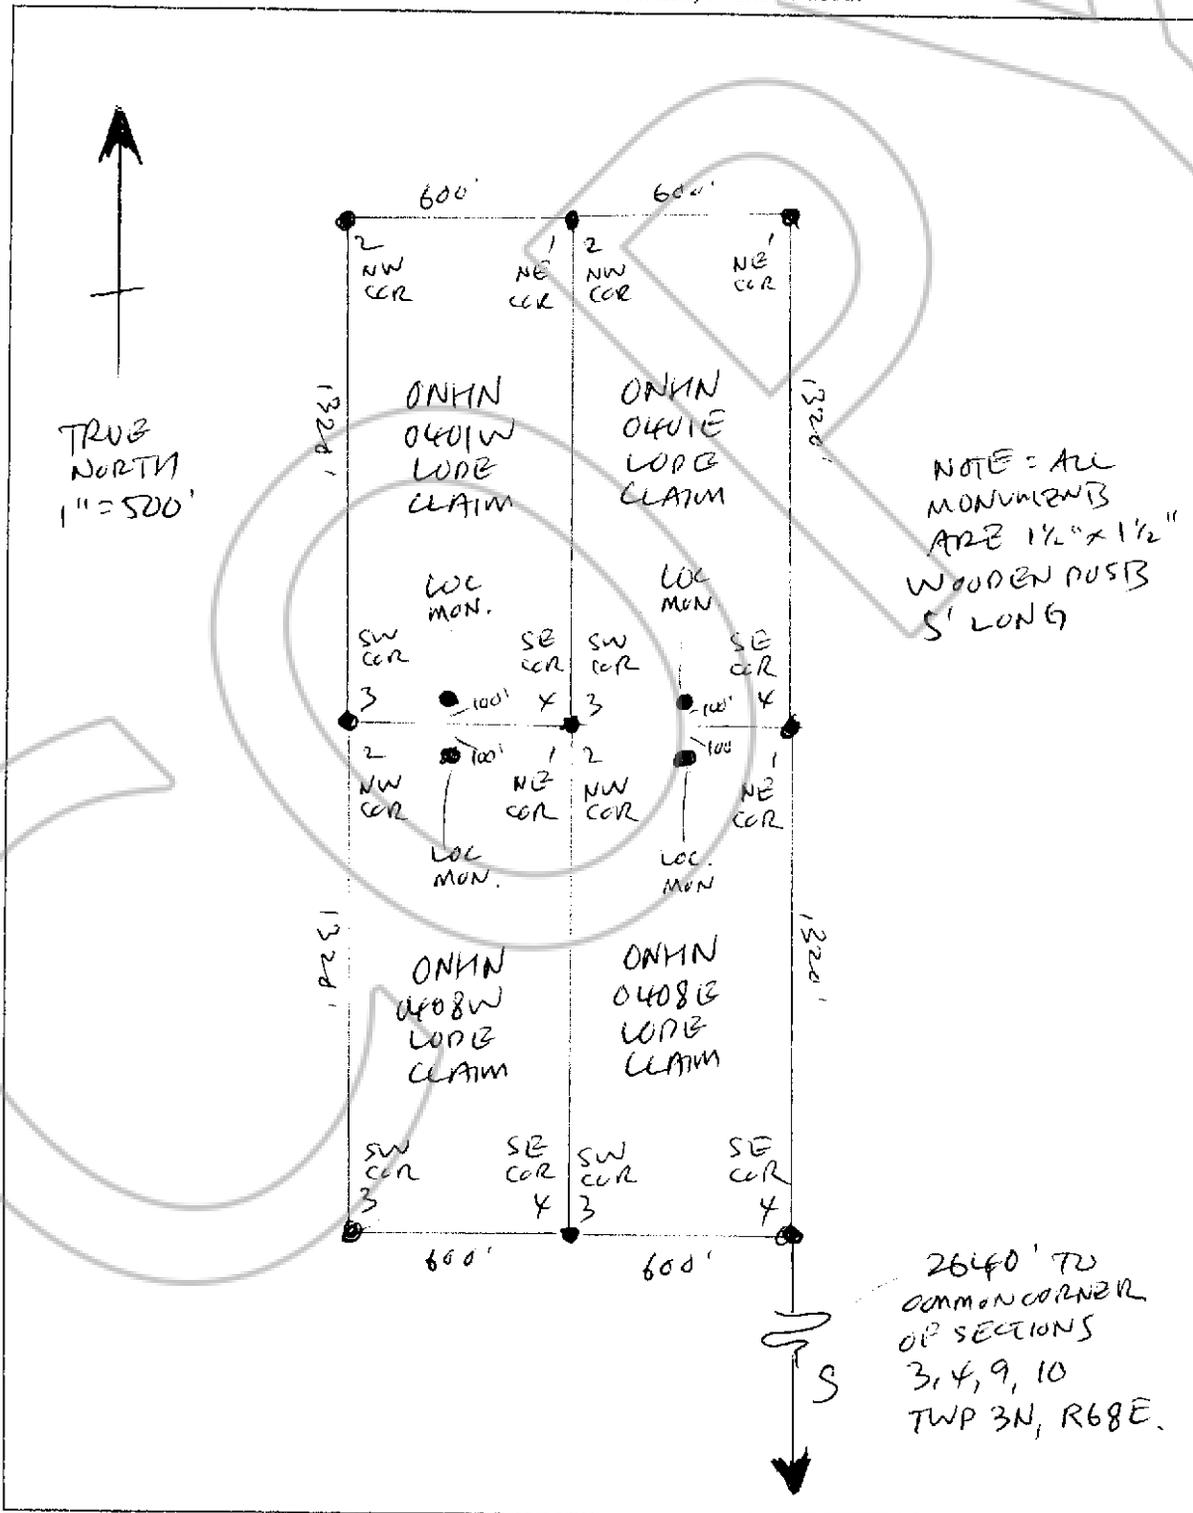 600'
600'
2
NW
COR
1
NE
COR
2
NW
COR
1
NE
COR
TRUE
NORTH
1" = 500'
1320'
ONHN
0401W
LODE
CLAIM
ONHN
0401E
LODE
CLAIM
1320'
NOTE = ALL
MONUMENTS
ARE 1½" x 1½"
WOODEN POSTS
5' LONG
LOC
MON.
LOC
MON.
SW
COR
3
SE
COR
4
SW
COR
3
SE
COR
4
100'
100'
100'
100'
2
NW
COR
1
NE
COR
2
NW
COR
1
NE
COR
LOC
MON.
LOC.
MON
1320'
ONHN
0408W
LODE
CLAIM
ONHN
0408E
LODE
CLAIM
1320'
SW
COR
3
SE
COR
4
SW
COR
3
SE
COR
4
600'
600'
2640' TO
COMMON CORNER
OF SECTIONS
3, 4, 9, 10
TWP 3N, R68E.
S
COP